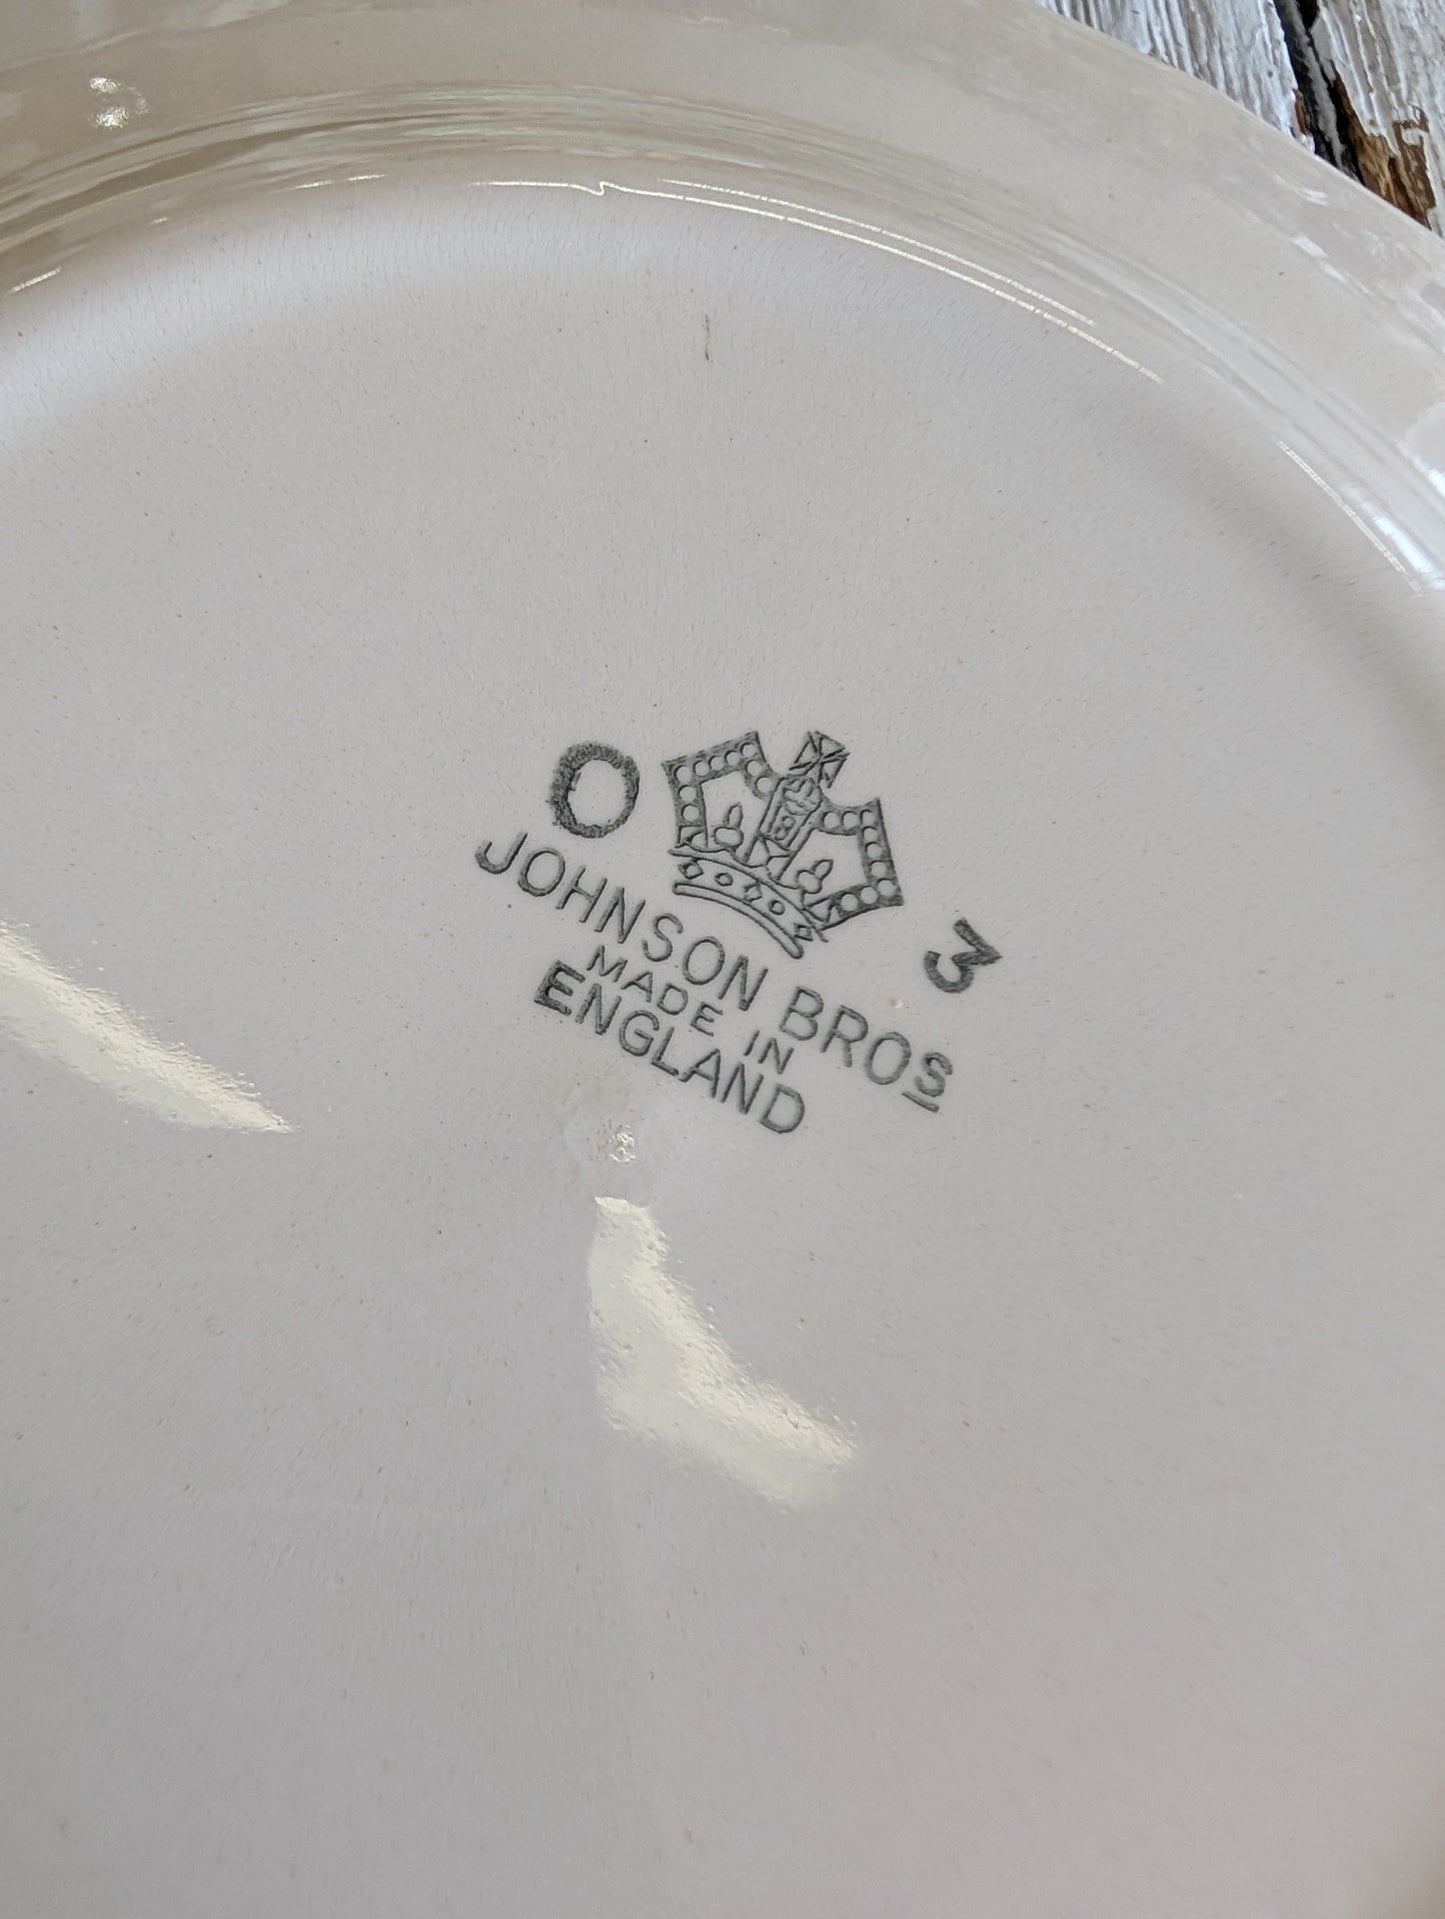 O 3
JOHNSON BROS
MADE IN
ENGLAND